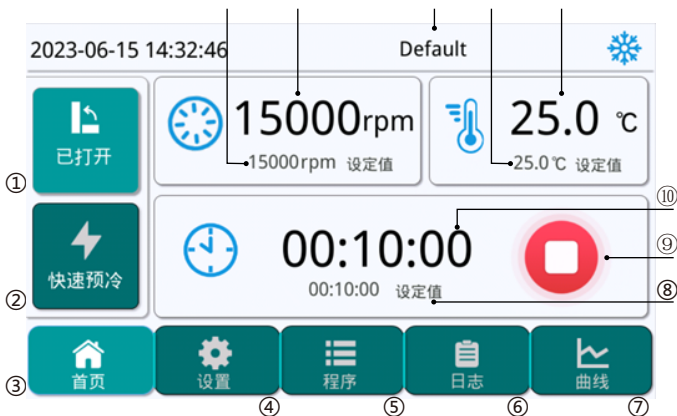 2023-06-15 14:32:46 Default
已打开
15000rpm
15000rpm 设定值
25.0 ℃
25.0℃ 设定值
①
快速预冷
②
00:10:00
00:10:00 设定值
⑩
⑨
⑧
首页
设置
程序
日志
曲线
③
④
⑤
⑥
⑦